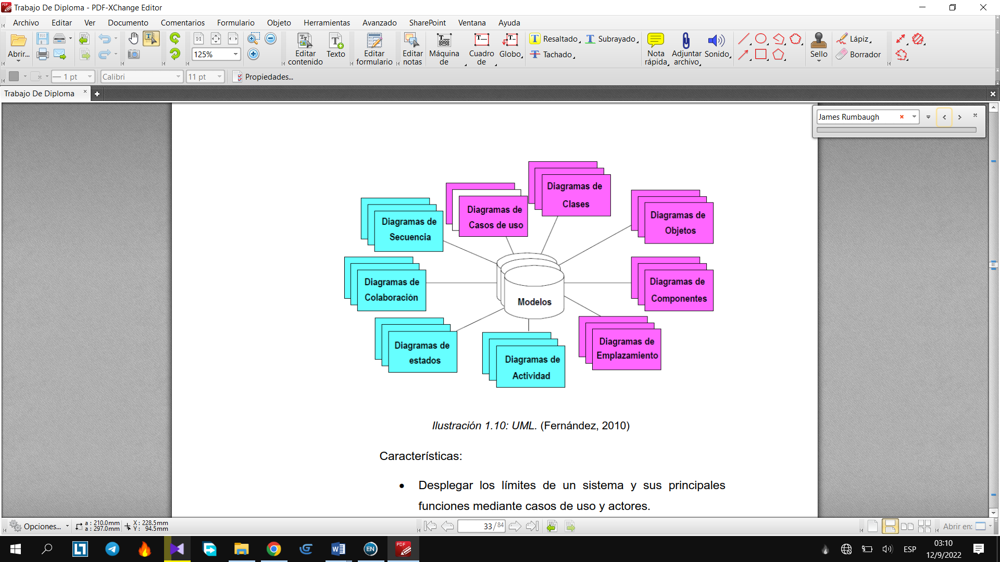 Trabajo De Diploma - PDF-XChange Editor
Archivo Editar Ver Documento Comentarios Formulario Objeto Herramientas Avanzado SharePoint Ventana Ayuda
Abrir...
1:1
125%
Editar contenido
Texto
Editar formulario
Editar notas
Máquina de
Cuadro de
Globo
Resaltado
Subrayado
Tachado
Nota rápida
Adjuntar archivo
Sonido
Sello
Lápiz
Borrador
1 pt
Calibri
11 pt
Propiedades...
Trabajo De Diploma
James Rumbaugh
Diagramas de
Clases
Diagramas de
Casos de uso
Diagramas de
Objetos
Diagramas de
Secuencia
Diagramas de
Colaboración
Modelos
Diagramas de
Componentes
Diagramas de
estados
Diagramas de
Actividad
Diagramas de
Emplazamiento
Ilustración 1.10: UML. (Fernández, 2010)
Características:
• Desplegar los límites de un sistema y sus principales
funciones mediante casos de uso y actores.
Opciones...
a : 210.0mm
a : 297.0mm
X : 228.5mm
Y : 94.5mm
33 / 84
Abrir en:
EN
PDF
ESP
03:10
12/9/2022